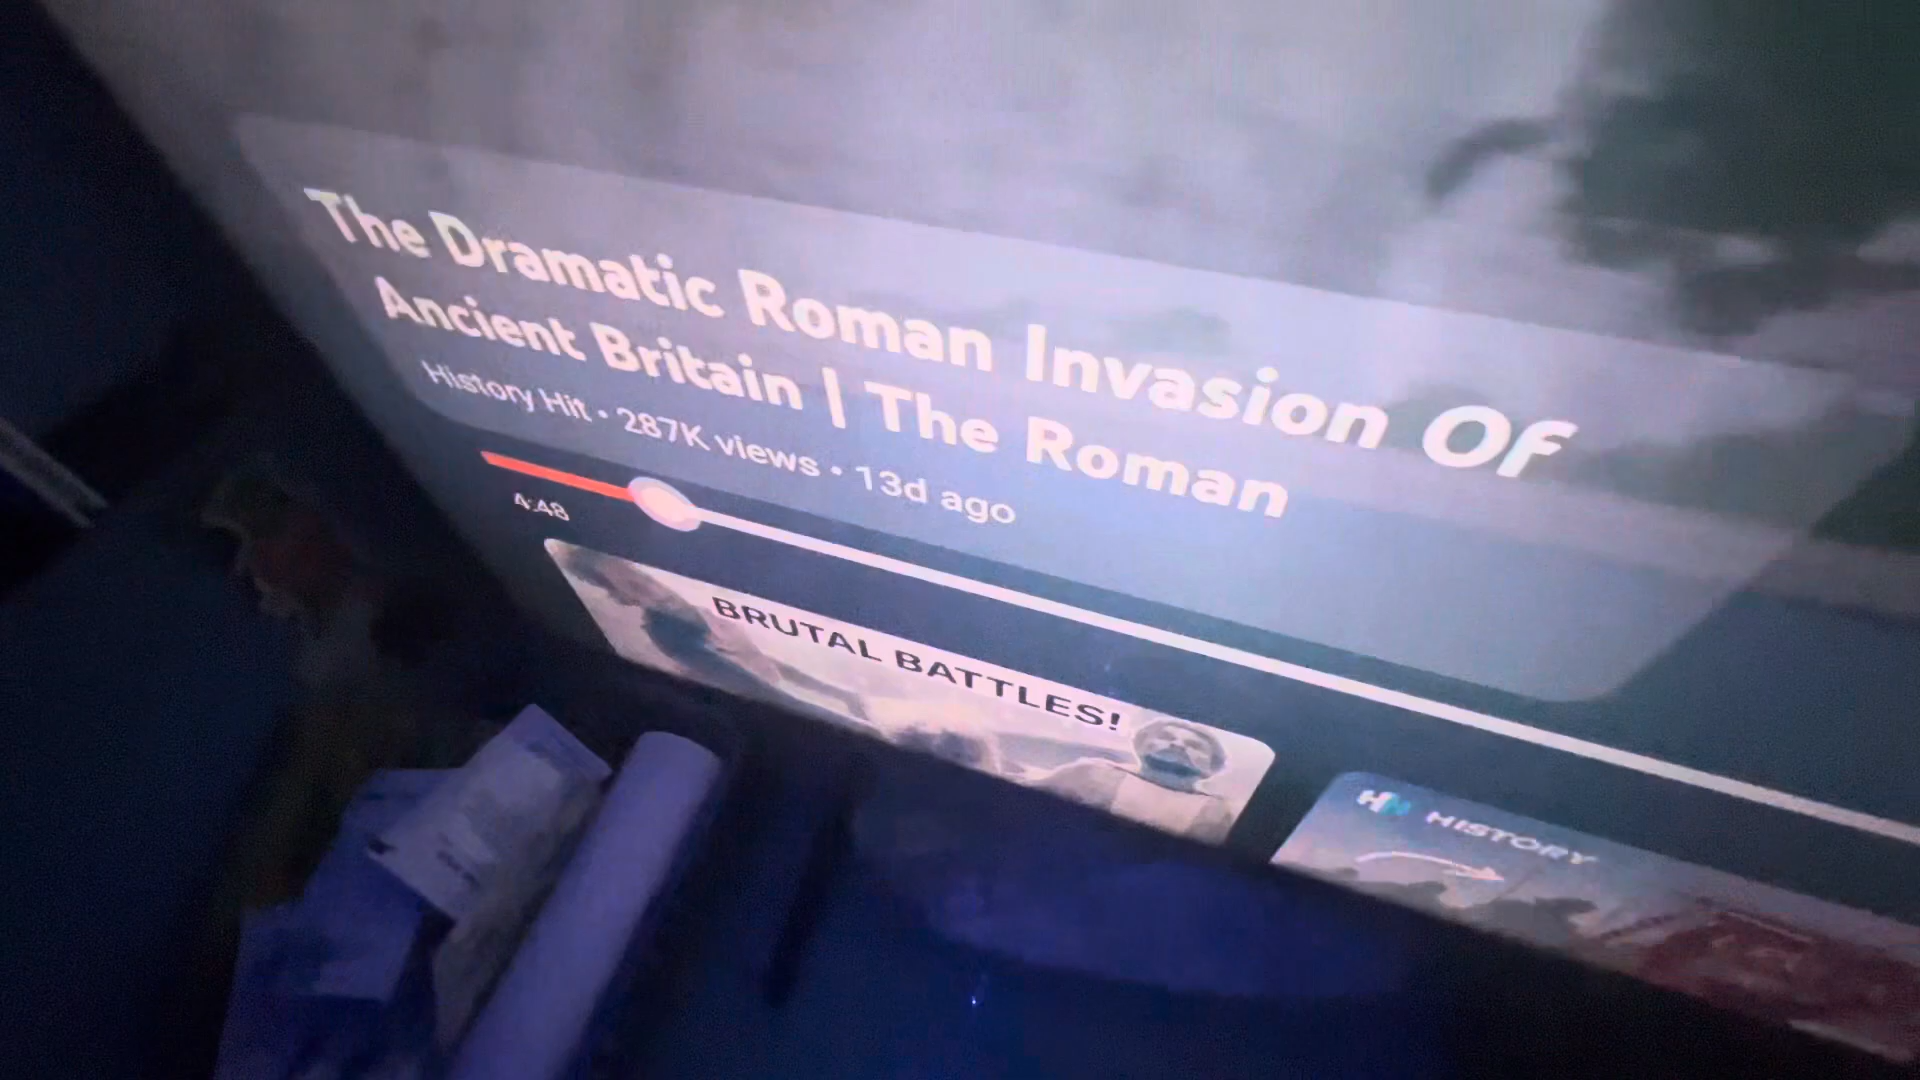 The Dramatic Roman Invasion Of
Ancient Britain | The Roman
History Hit • 287K views • 13d ago
4:48
BRUTAL BATTLES!
HISTORY